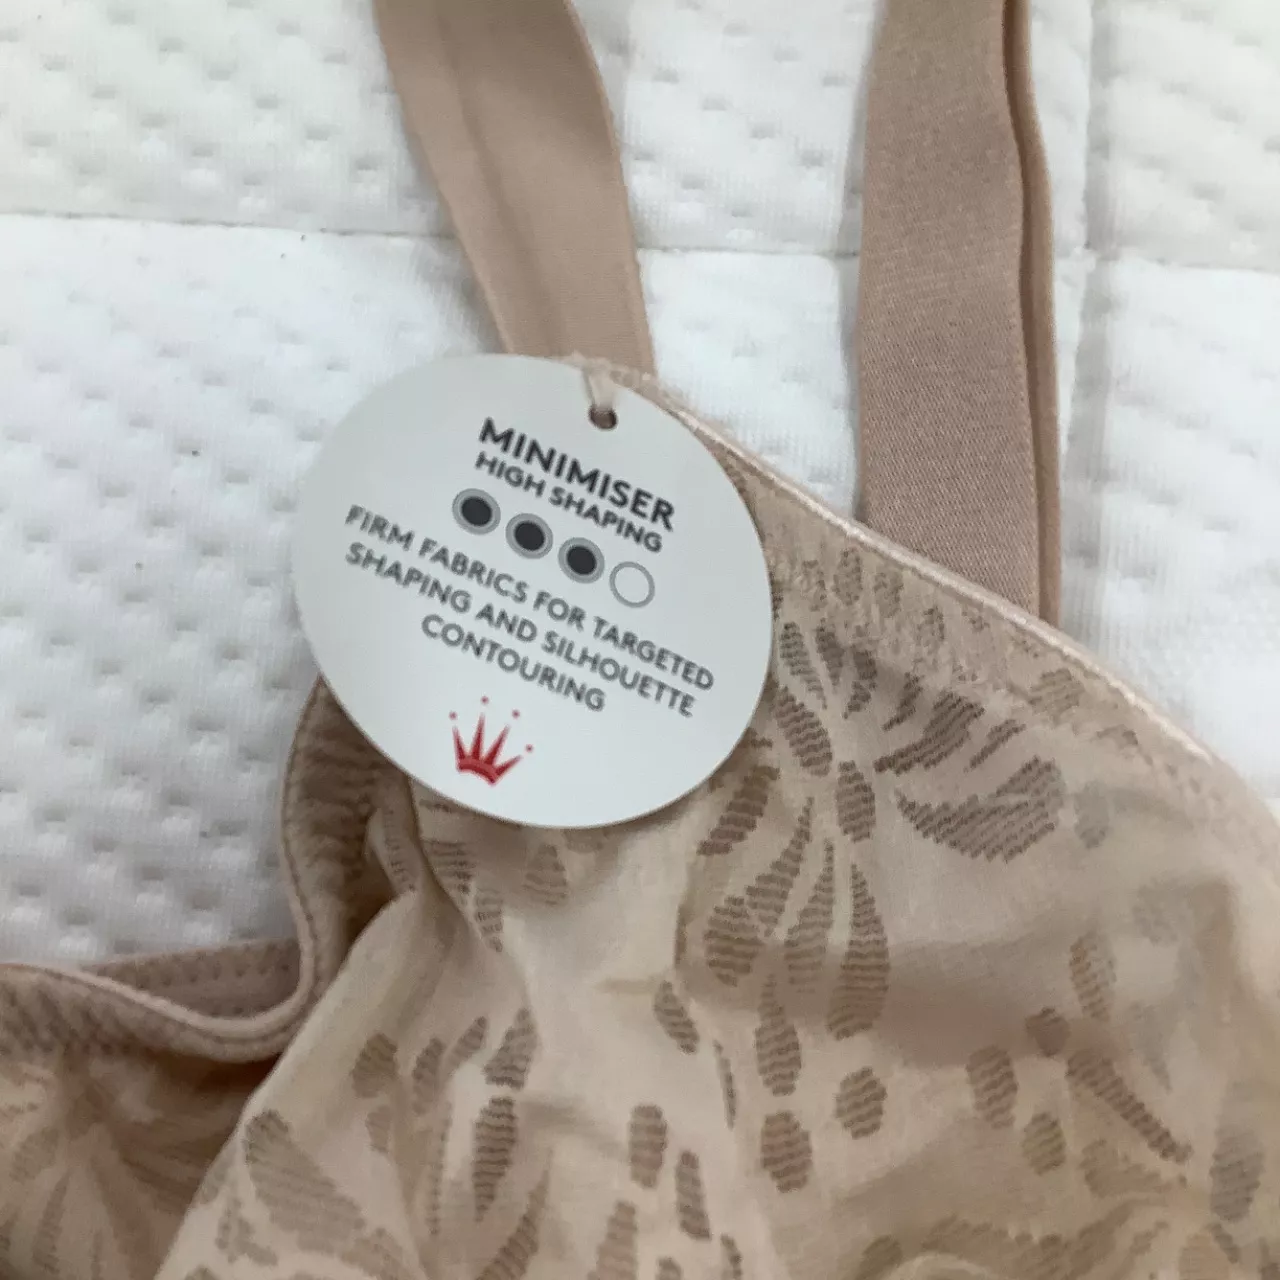 MINIMISER
HIGH SHAPING
FIRM FABRICS FOR TARGETED
SHAPING AND SILHOUETTE
CONTOURING